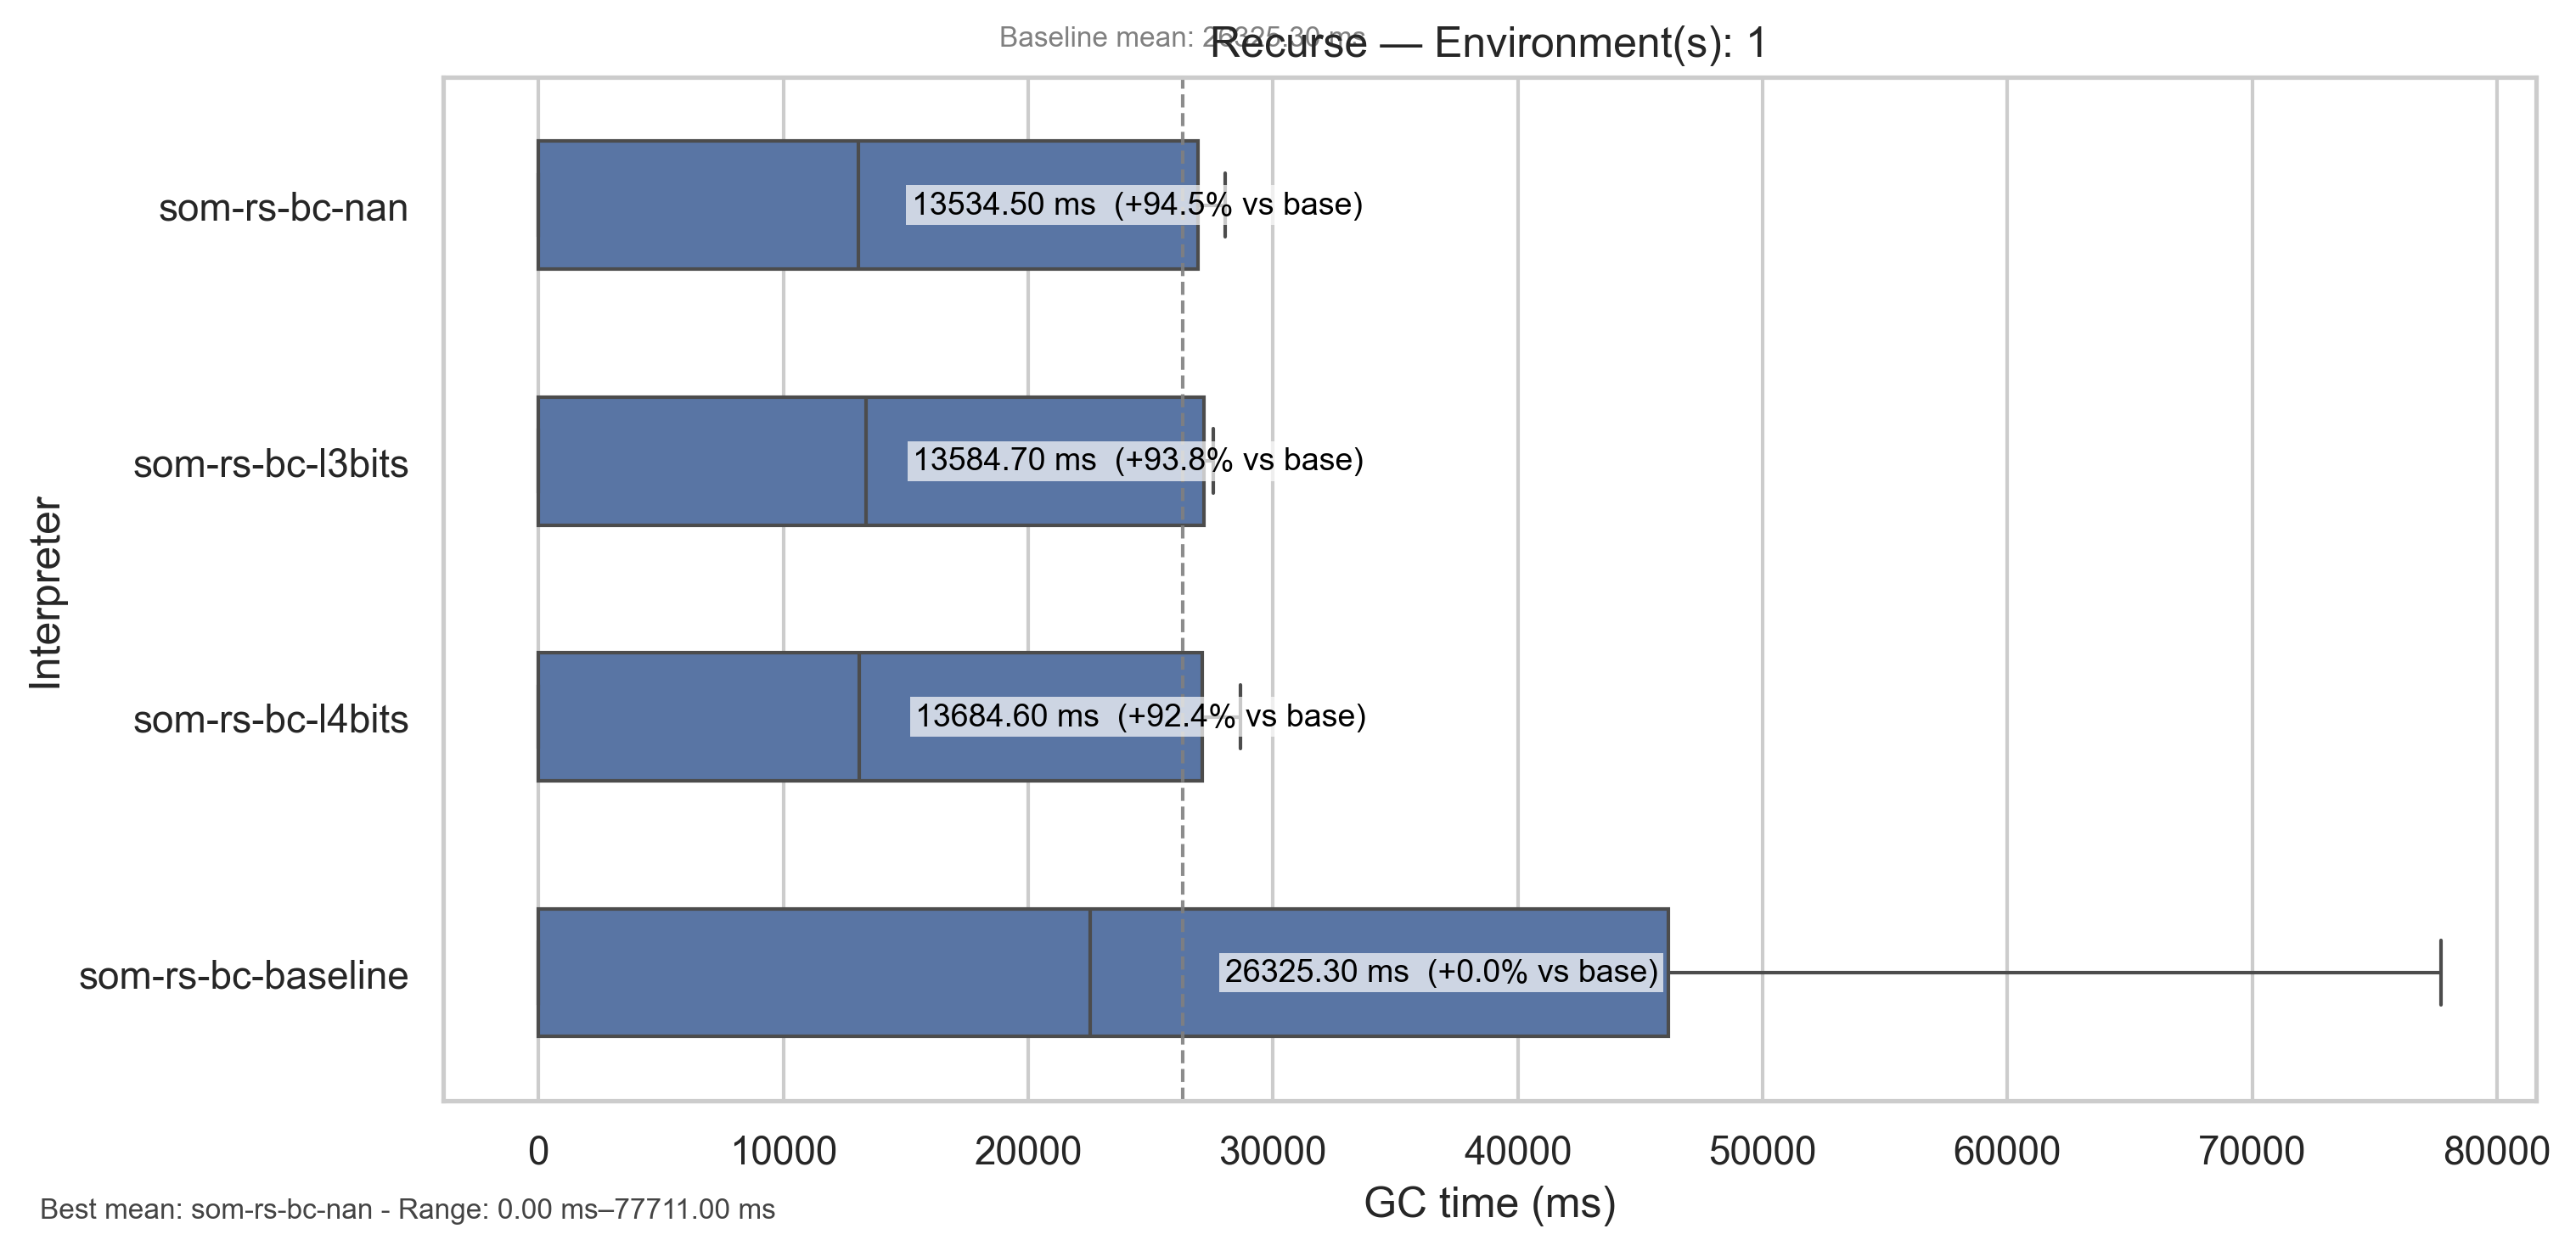 Baseline mean: 26325.30 ms
Recurse — Environment(s): 1
som-rs-bc-nan
13534.50 ms (+94.5% vs base)
som-rs-bc-l3bits
13584.70 ms (+93.8% vs base)
som-rs-bc-l4bits
13684.60 ms (+92.4% vs base)
som-rs-bc-baseline
26325.30 ms (+0.0% vs base)
Interpreter
0 10000 20000 30000 40000 50000 60000 70000 80000
GC time (ms)
Best mean: som-rs-bc-nan - Range: 0.00 ms–77711.00 ms